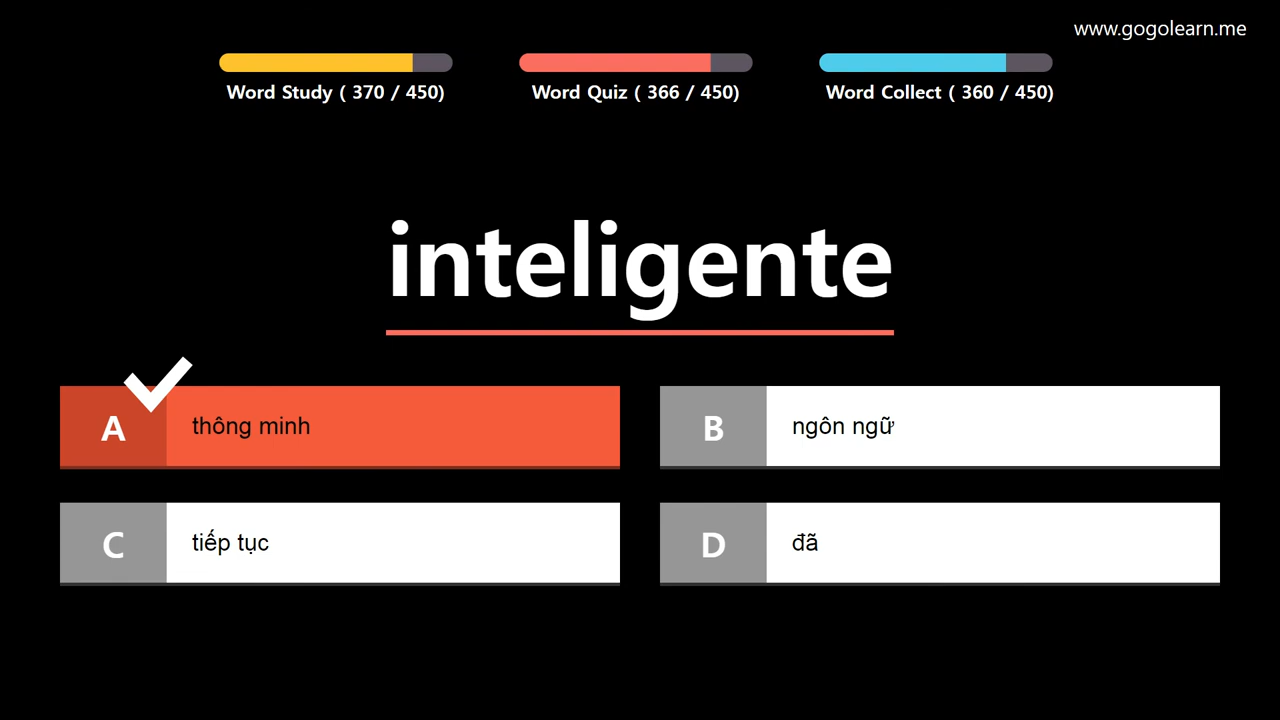 www.gogolearn.me
Word Study ( 370 / 450)
Word Quiz ( 366 / 450)
Word Collect ( 360 / 450)
inteligente
A thông minh
B ngôn ngữ
C tiếp tục
D đã